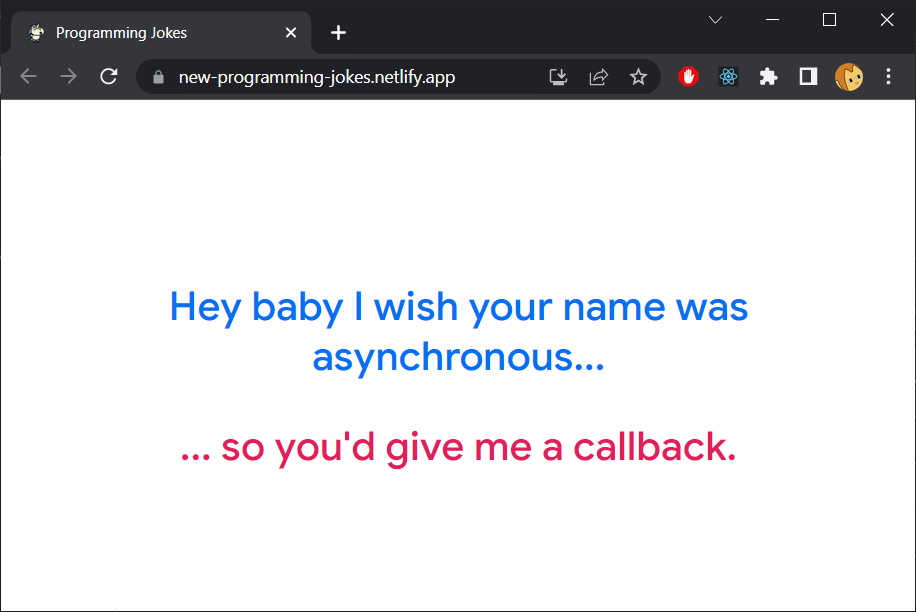 Programming Jokes
new-programming-jokes.netlify.app
Hey baby I wish your name was
asynchronous...
... so you'd give me a callback.